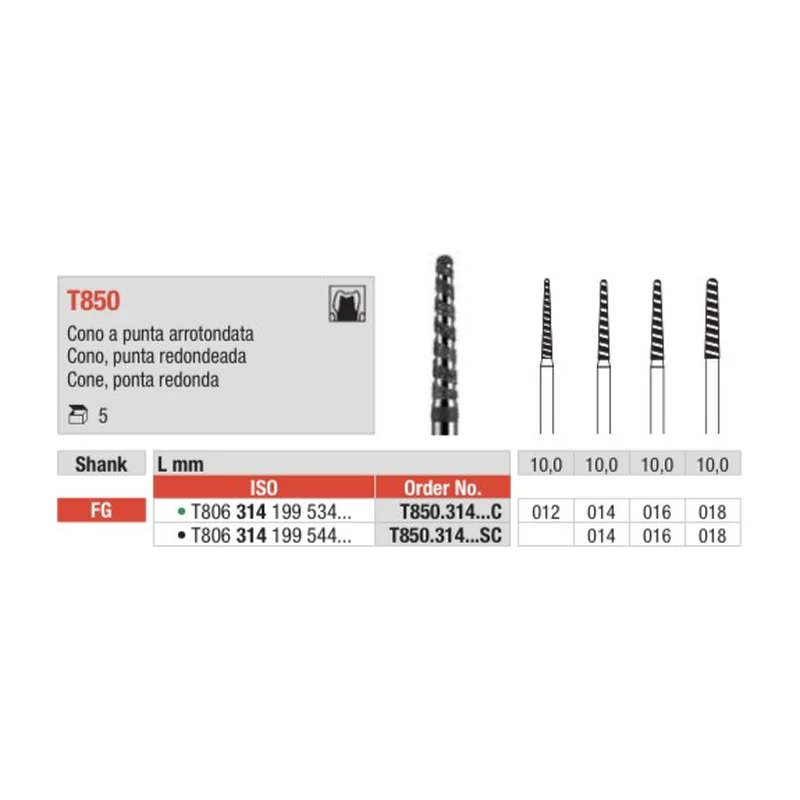 T850
Cono a punta arrotondata
Cono, punta redondeada
Cone, ponta redonda
5
Shank L mm 10,0 10,0 10,0 10,0
ISO Order No.
FG • T806 314 199 534... T850.314...C 012 014 016 018
• T806 314 199 544... T850.314...SC 014 016 018